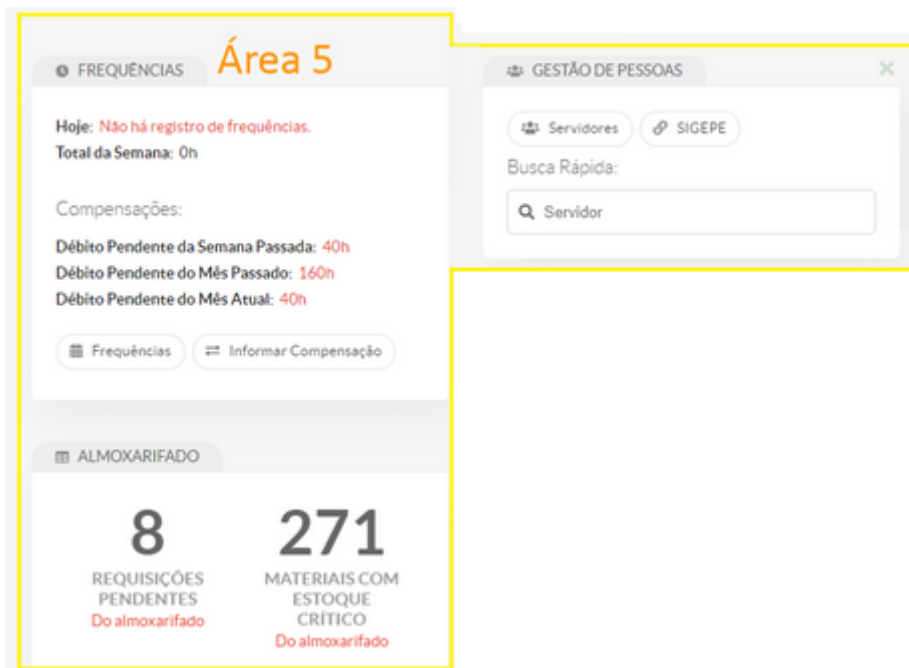 Área 5
FREQUÊNCIAS
Hoje: Não há registro de frequências.
Total da Semana: 0h
Compensações:
Débito Pendente da Semana Passada: 40h
Débito Pendente do Mês Passado: 160h
Débito Pendente do Mês Atual: 40h
Frequências
Informar Compensação
ALMOXARIFADO
8
REQUISIÇÕES
PENDENTES
Do almoxarifado
271
MATERIAIS COM
ESTOQUE
CRÍTICO
Do almoxarifado
GESTÃO DE PESSOAS
Servidores
SIGEPE
Busca Rápida:
Servidor